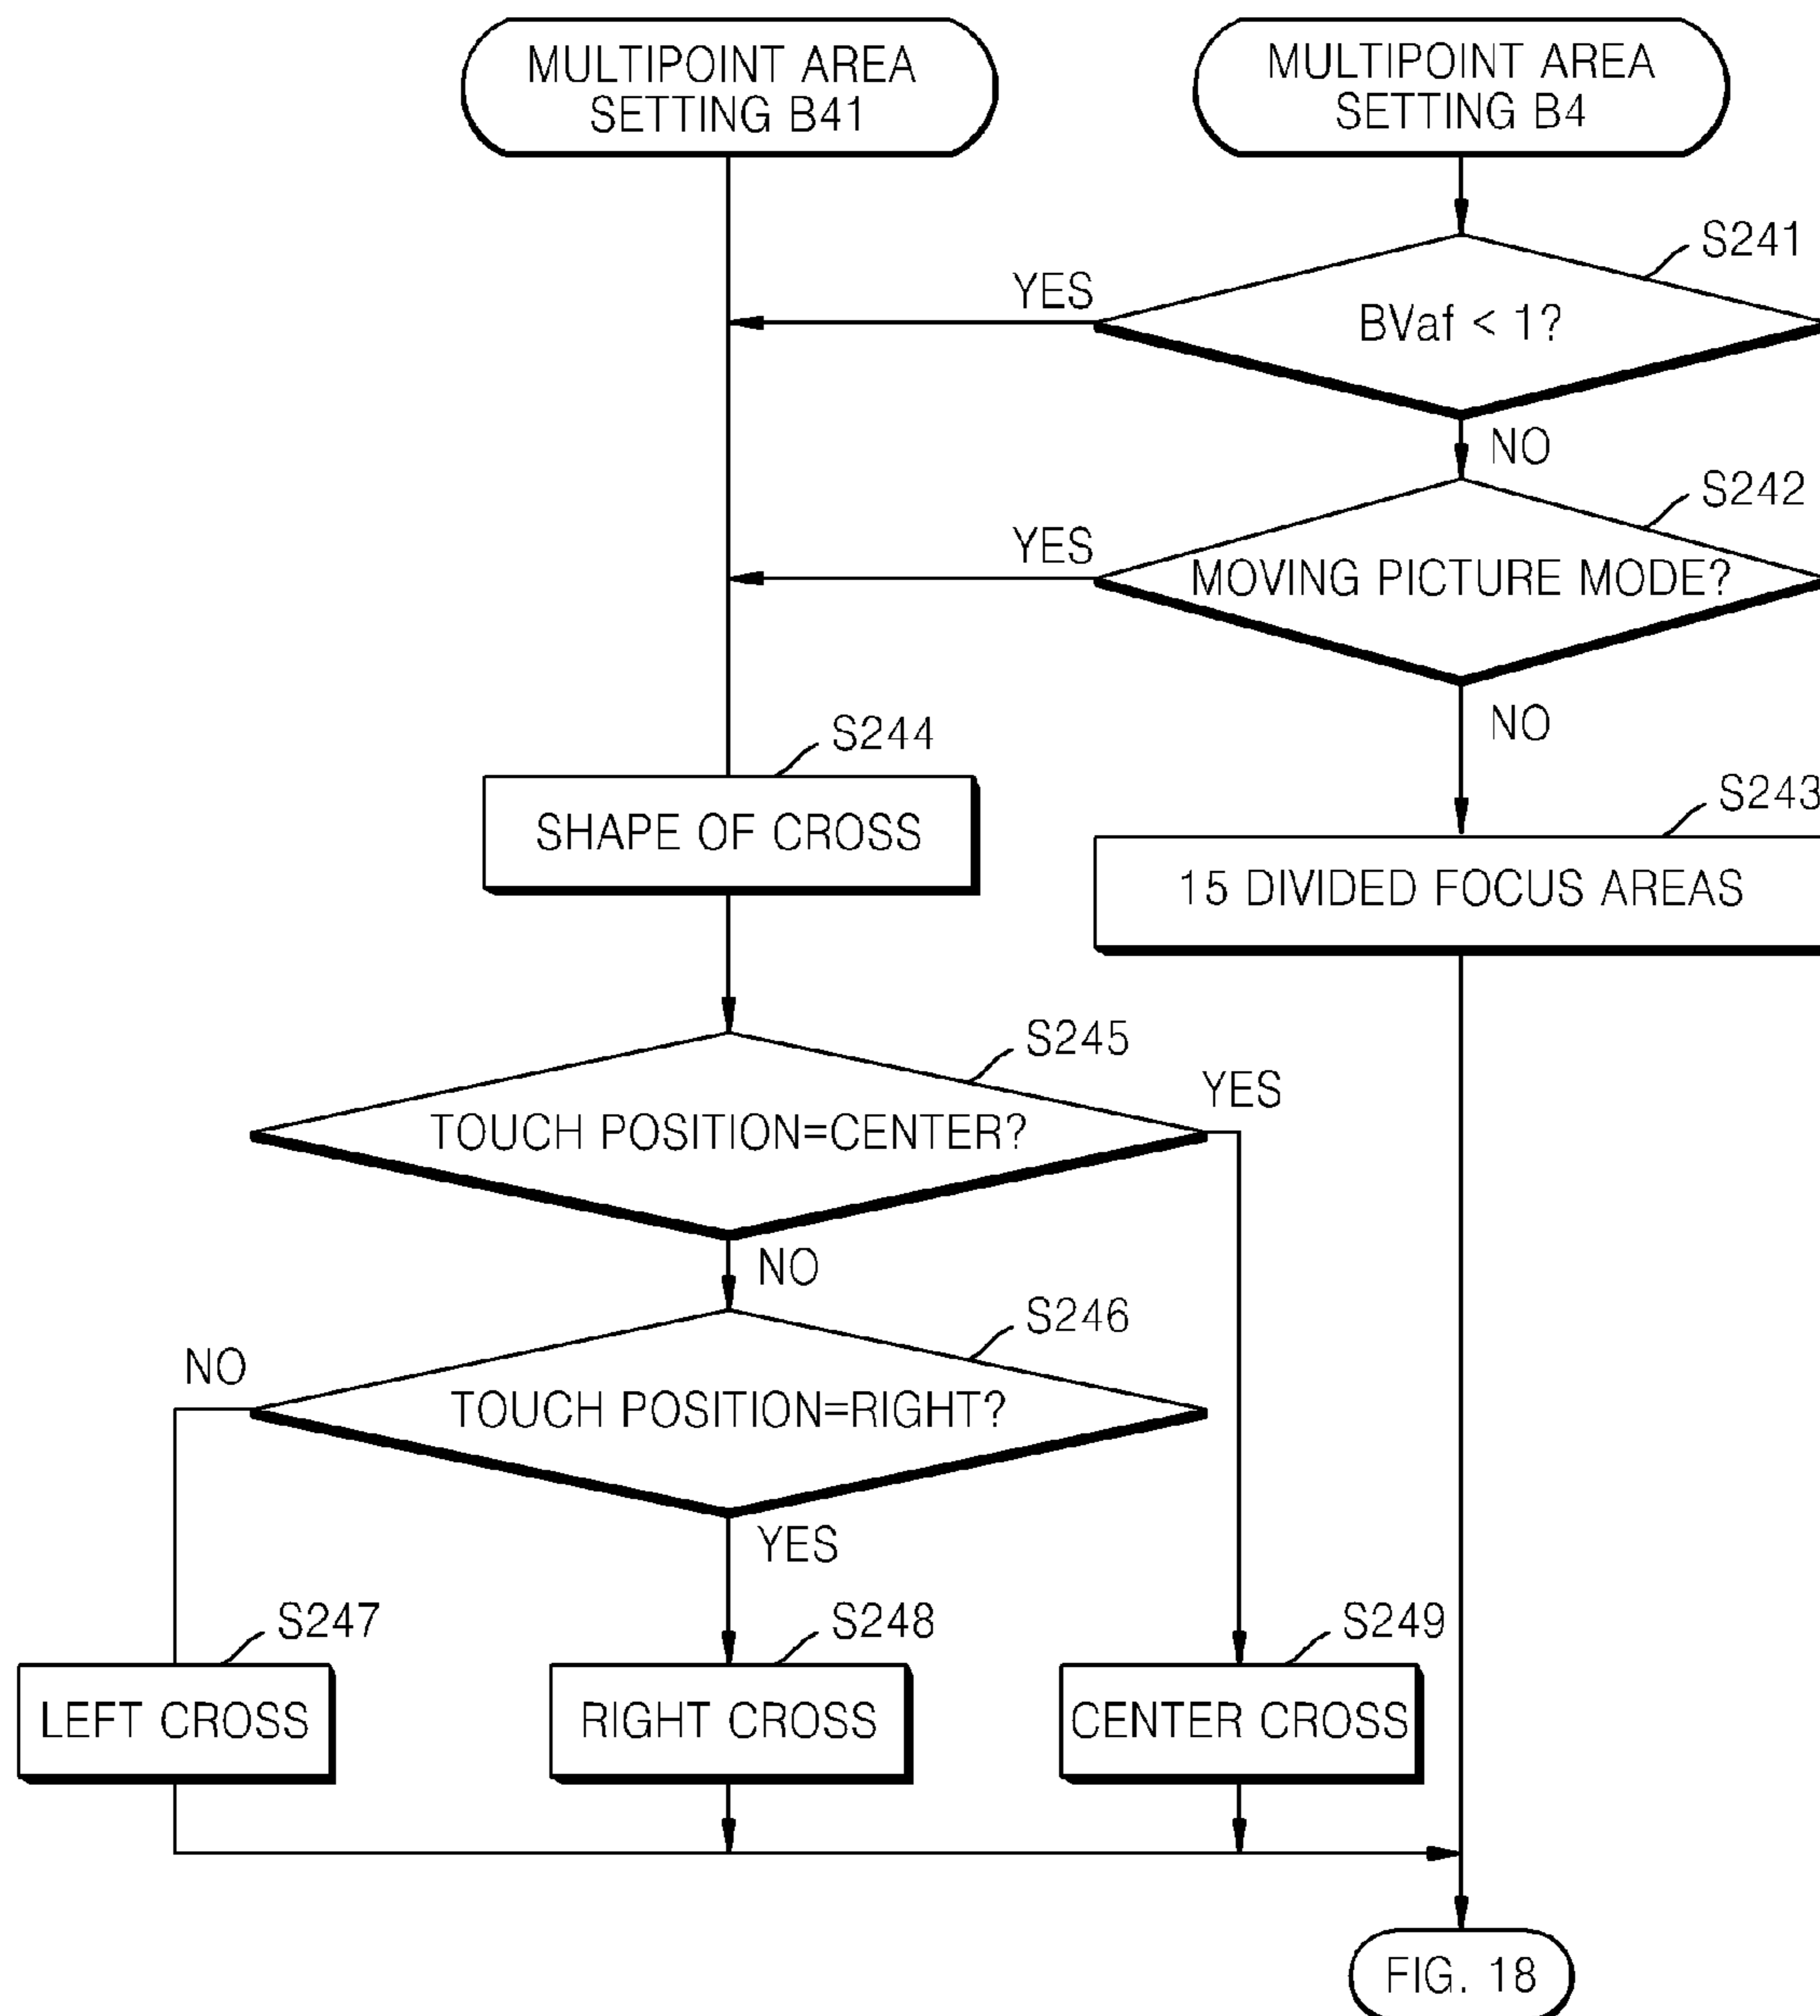 MULTIPOINT AREA
SETTING B41
MULTIPOINT AREA
SETTING B4
S241
YES
BVaf < 1?
NO
S242
YES
MOVING PICTURE MODE?
NO
S244
SHAPE OF CROSS
S243
15 DIVIDED FOCUS AREAS
S245
YES
TOUCH POSITION=CENTER?
NO
S246
NO
TOUCH POSITION=RIGHT?
YES
S247
S248
S249
LEFT CROSS
RIGHT CROSS
CENTER CROSS
FIG. 18